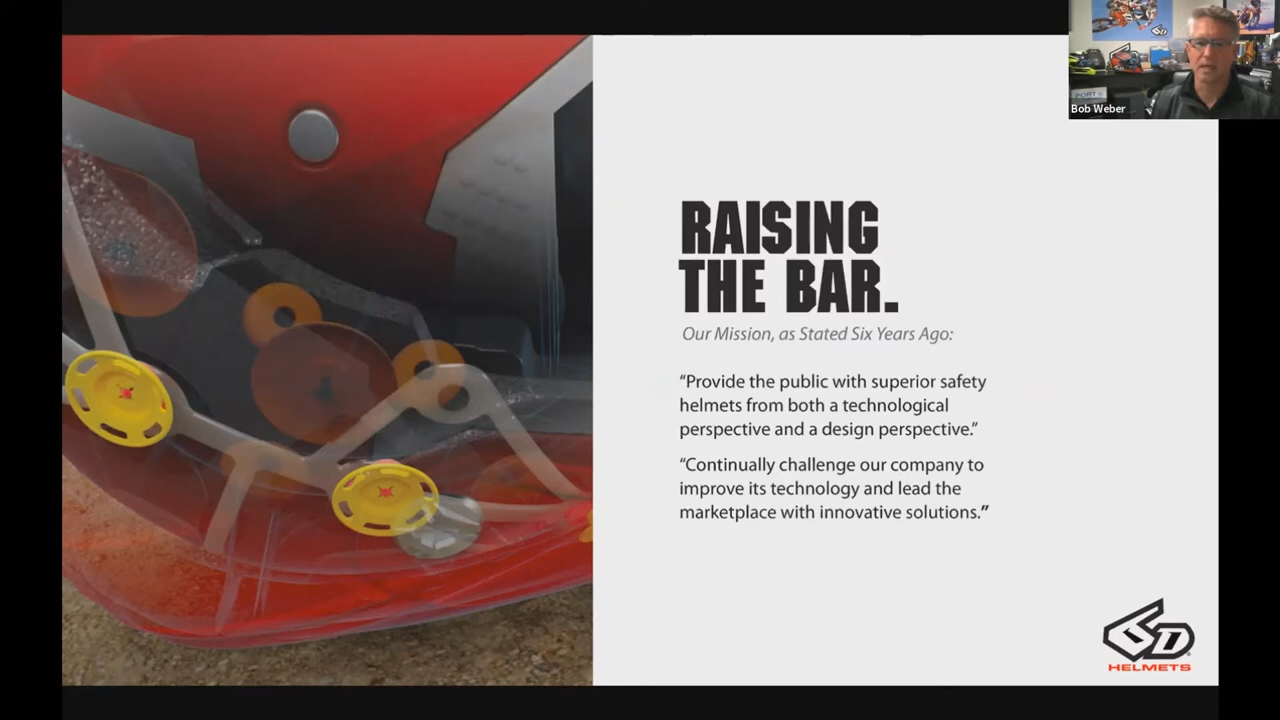 Bob Weber
RAISING
THE BAR.
Our Mission, as Stated Six Years Ago:
“Provide the public with superior safety
helmets from both a technological
perspective and a design perspective.”
“Continually challenge our company to
improve its technology and lead the
marketplace with innovative solutions.”
6D
HELMETS